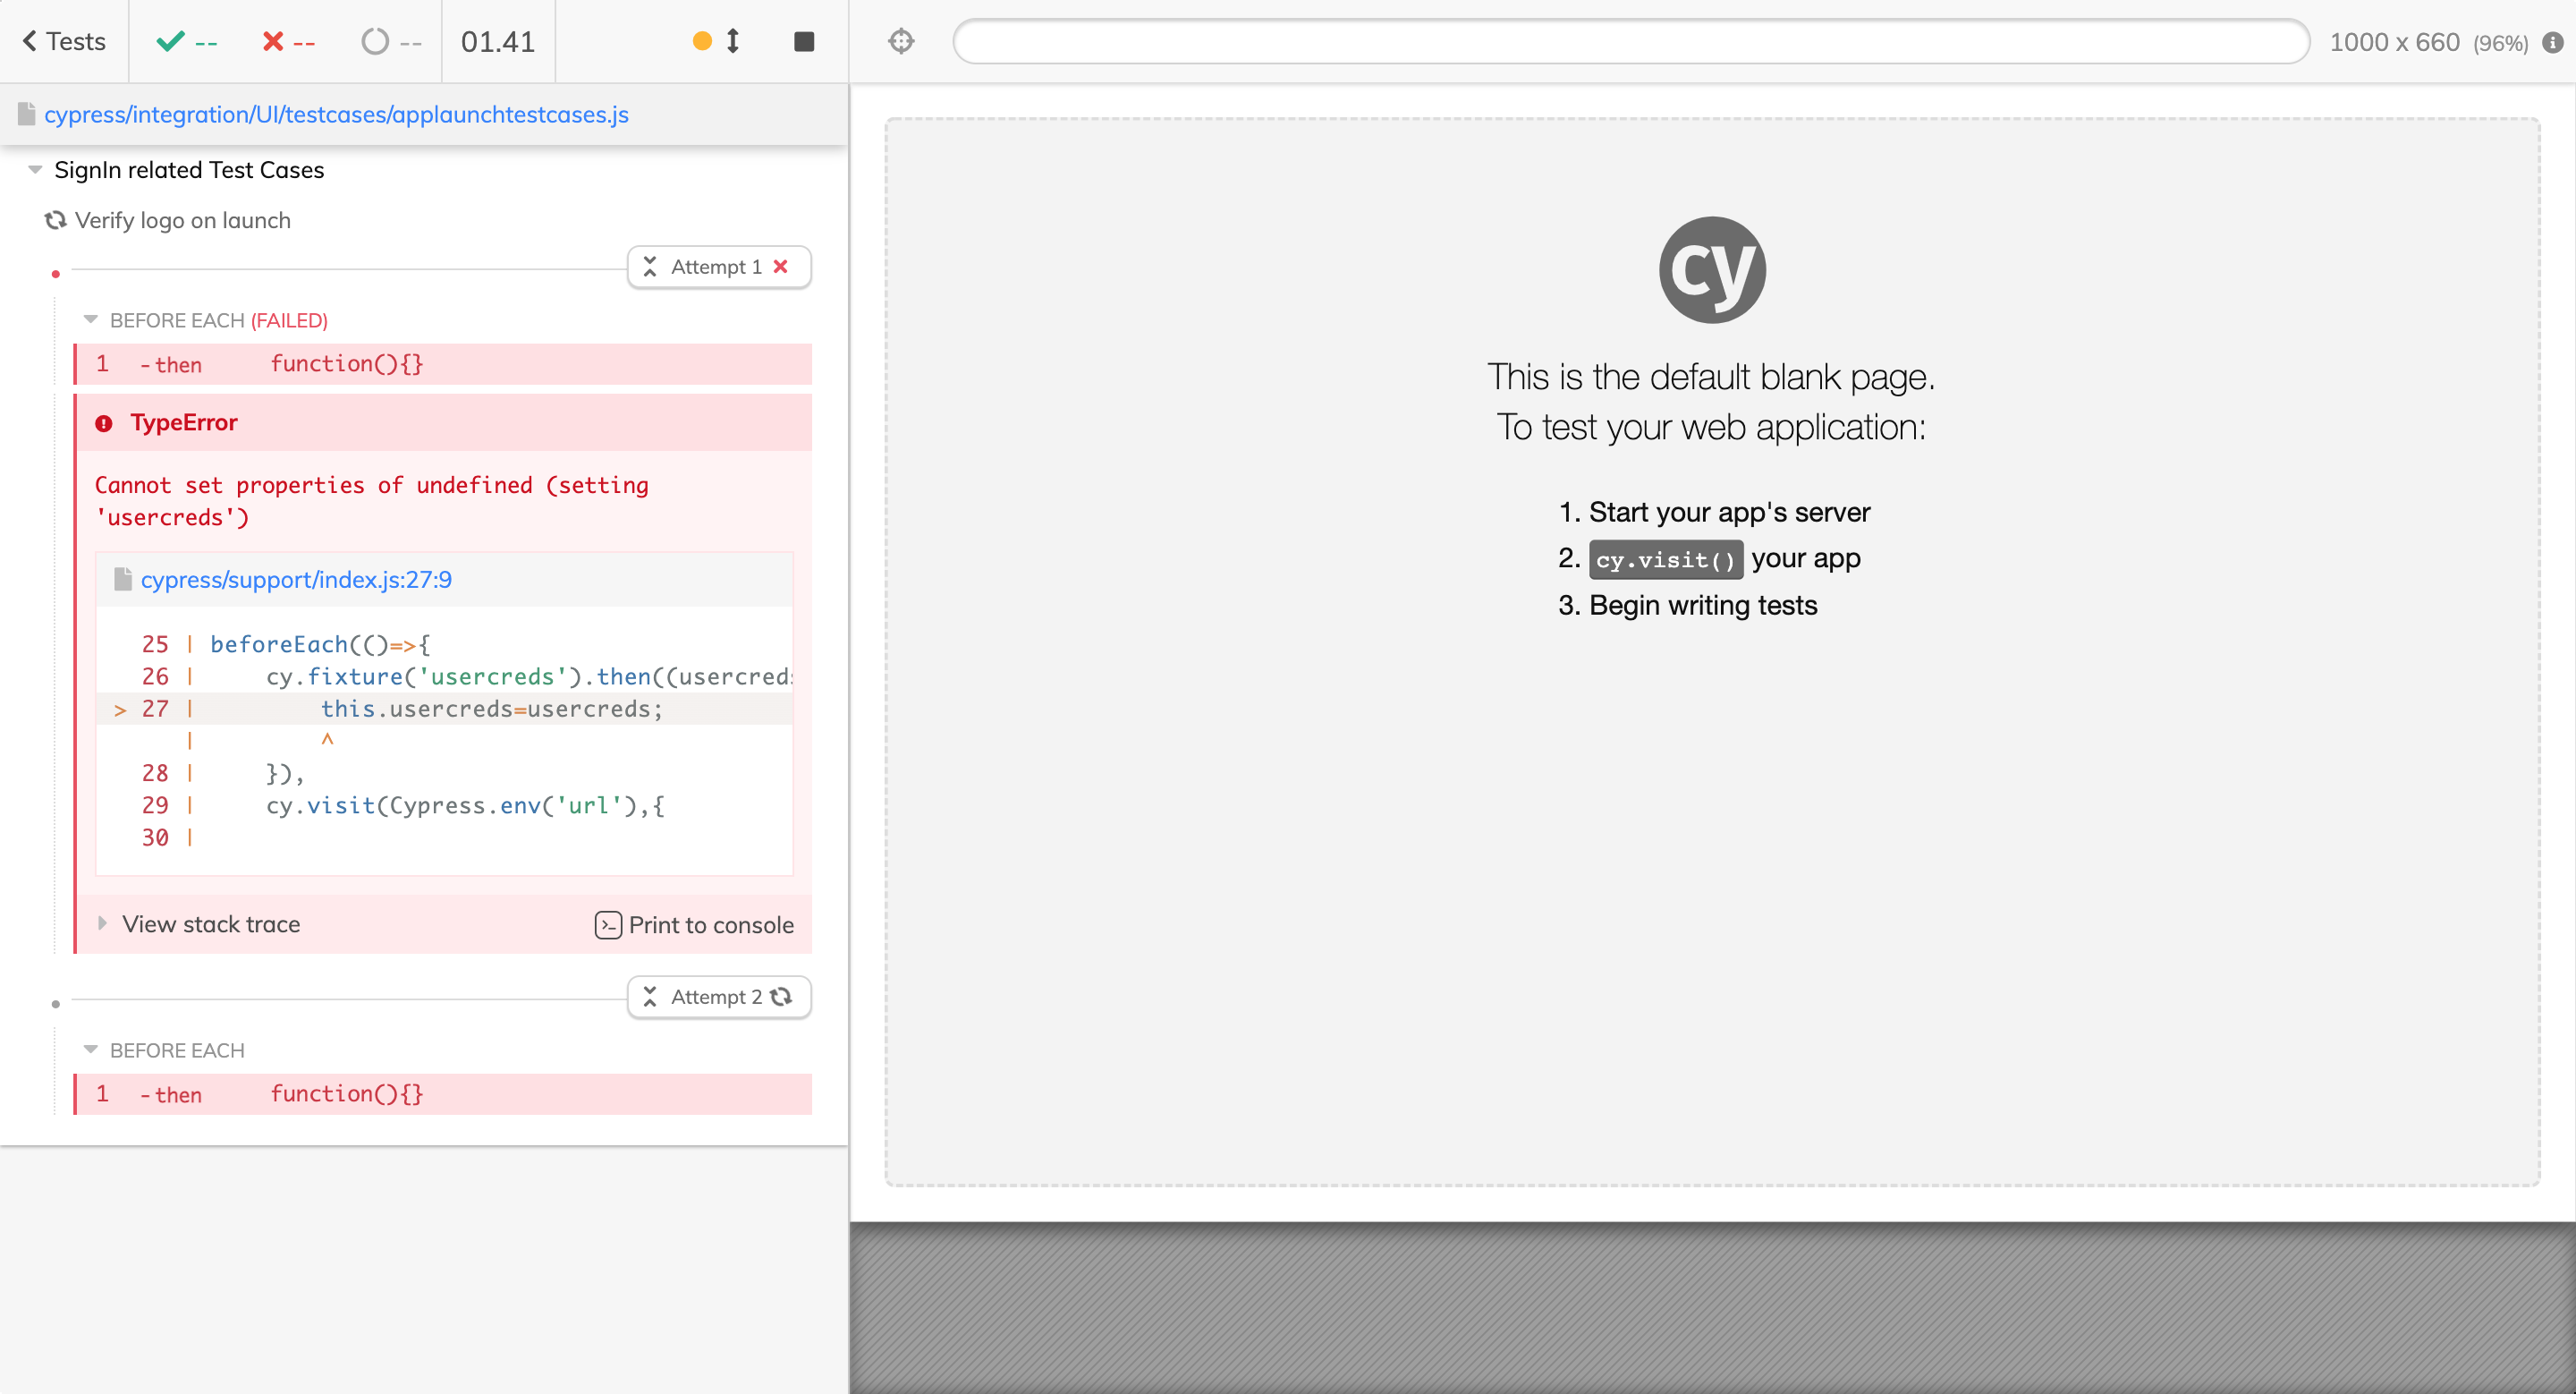 Tests -- -- -- 01.41
1000 x 660 (96%)
cypress/integration/UI/testcases/applaunchtestcases.js
SignIn related Test Cases
Verify logo on launch
Attempt 1
BEFORE EACH (FAILED)
1 -then function(){}
TypeError
Cannot set properties of undefined (setting
'usercreds')
cypress/support/index.js:27:9
25 | beforeEach(()=>{
26 | cy.fixture('usercreds').then((usercreds
> 27 | this.usercreds=usercreds;
| ^
28 | }),
29 | cy.visit(Cypress.env('url'),{
30 |
View stack trace
Print to console
Attempt 2
BEFORE EACH
1 -then function(){}
cy
This is the default blank page.
To test your web application:
1. Start your app's server
2. cy.visit() your app
3. Begin writing tests